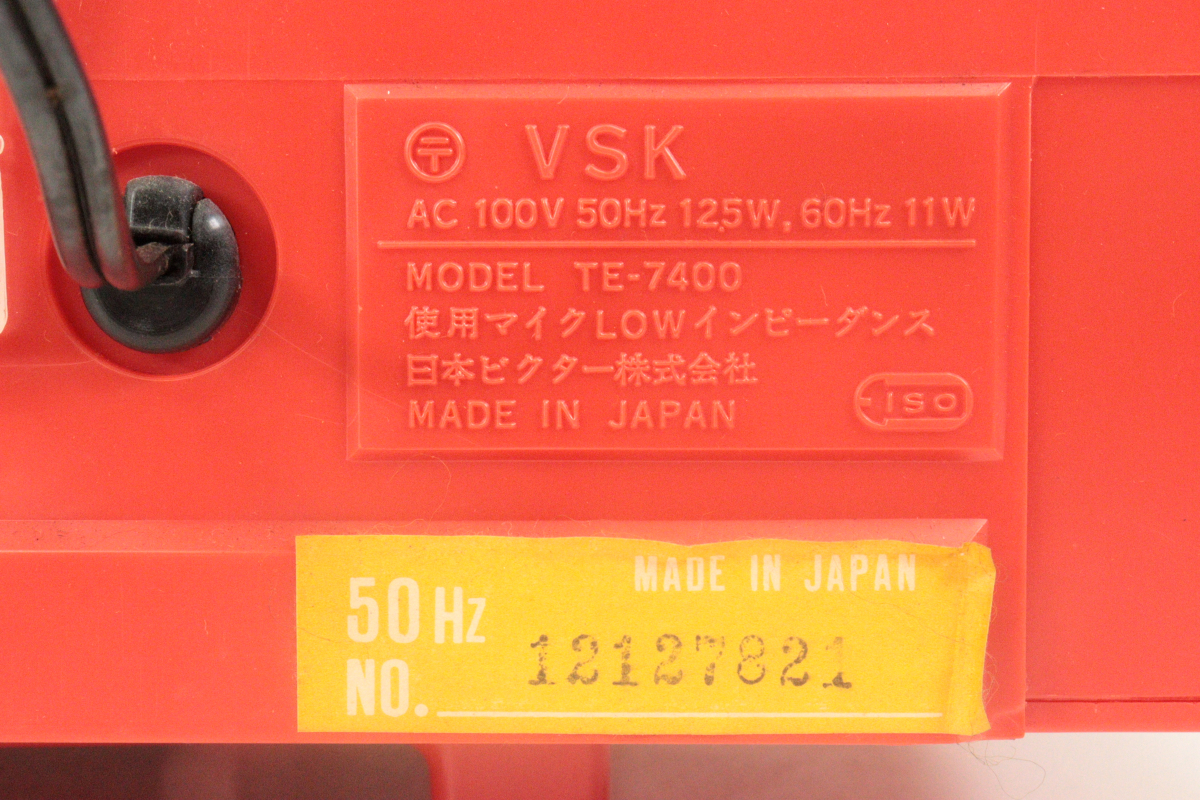 〒 VSK
AC 100V 50Hz 12.5W, 60Hz 11W
MODEL TE-7400
使用マイクLOWインピーダンス
日本ビクター株式会社
MADE IN JAPAN
ISO
MADE IN JAPAN
50Hz
NO. 12127821